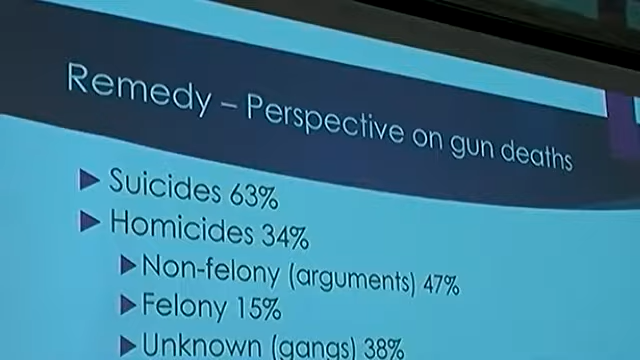 Remedy – Perspective on gun deaths
Suicides 63%
Homicides 34%
Non-felony (arguments) 47%
Felony 15%
Unknown (gangs) 38%